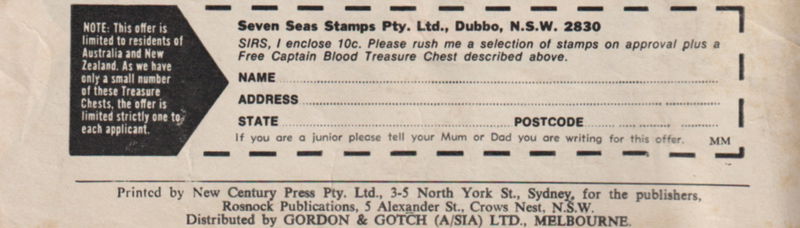 NOTE: This offer is
limited to residents of
Australia and New
Zealand. As we have
only a small number
of these Treasure
Chests, the offer is
limited strictly one to
each applicant.
Seven Seas Stamps Pty. Ltd., Dubbo, N.S.W. 2830
SIRS, I enclose 10c. Please rush me a selection of stamps on approval plus a
Free Captain Blood Treasure Chest described above.
NAME
ADDRESS
STATE POSTCODE
If you are a junior please tell your Mum or Dad you are writing for this offer. MM
Printed by New Century Press Pty. Ltd., 3-5 North York St., Sydney, for the publishers,
Rosnock Publications, 5 Alexander St., Crows Nest, N.S.W.
Distributed by GORDON & GOTCH (A/SIA) LTD., MELBOURNE.